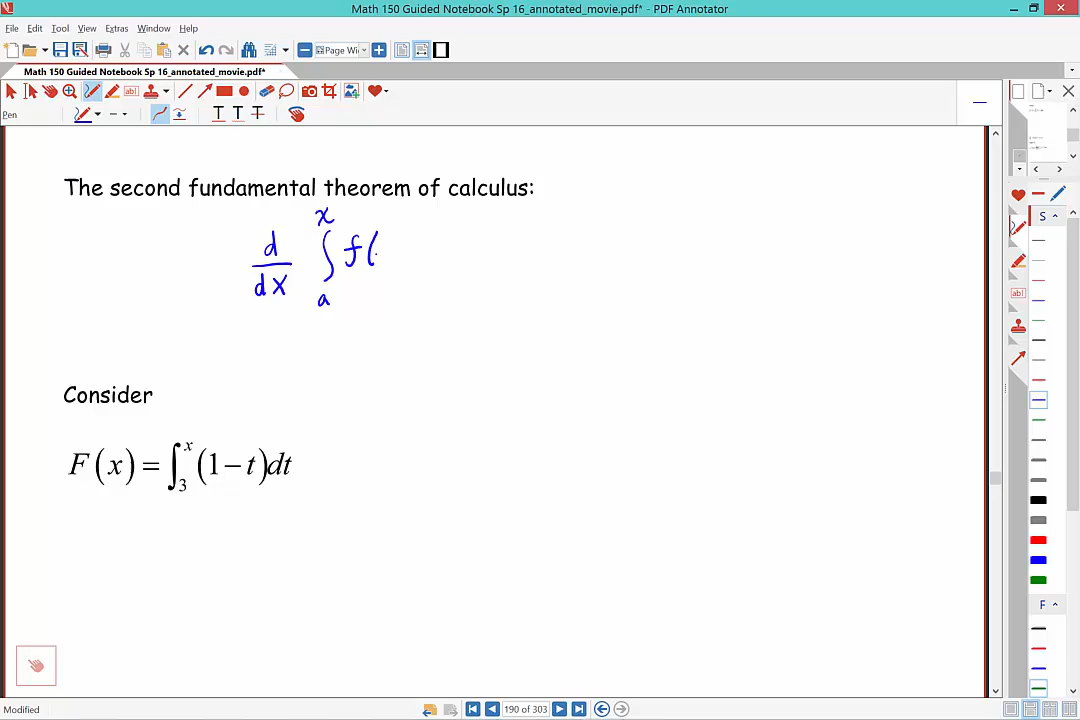 Math 150 Guided Notebook Sp 16_annotated_movie.pdf* - PDF Annotator
File Edit Tool View Extras Window Help
Page Wi
Math 150 Guided Notebook Sp 16_annotated_movie.pdf*
Pen
The second fundamental theorem of calculus:
d/dx ∫_a^x f(
Consider
F(x) = ∫_3^x (1 − t)dt
S
F
Modified
190 of 303